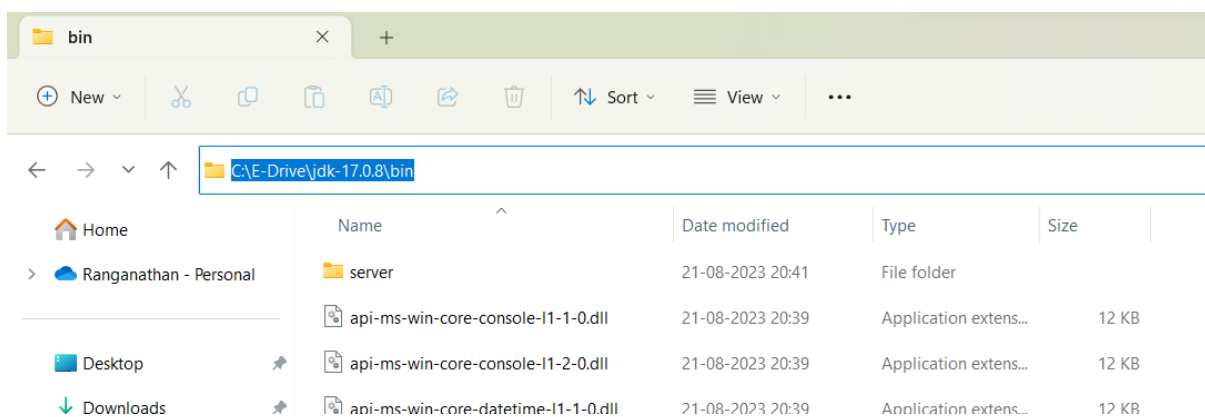 bin
New
Sort
View
C:\E-Drive\jdk-17.0.8\bin
Home
Ranganathan - Personal
Desktop
Downloads
Name Date modified Type Size
server 21-08-2023 20:41 File folder
api-ms-win-core-console-l1-1-0.dll 21-08-2023 20:39 Application extens... 12 KB
api-ms-win-core-console-l1-2-0.dll 21-08-2023 20:39 Application extens... 12 KB
api-ms-win-core-datetime-l1-1-0.dll 21-08-2023 20:39 Application extens... 12 KB